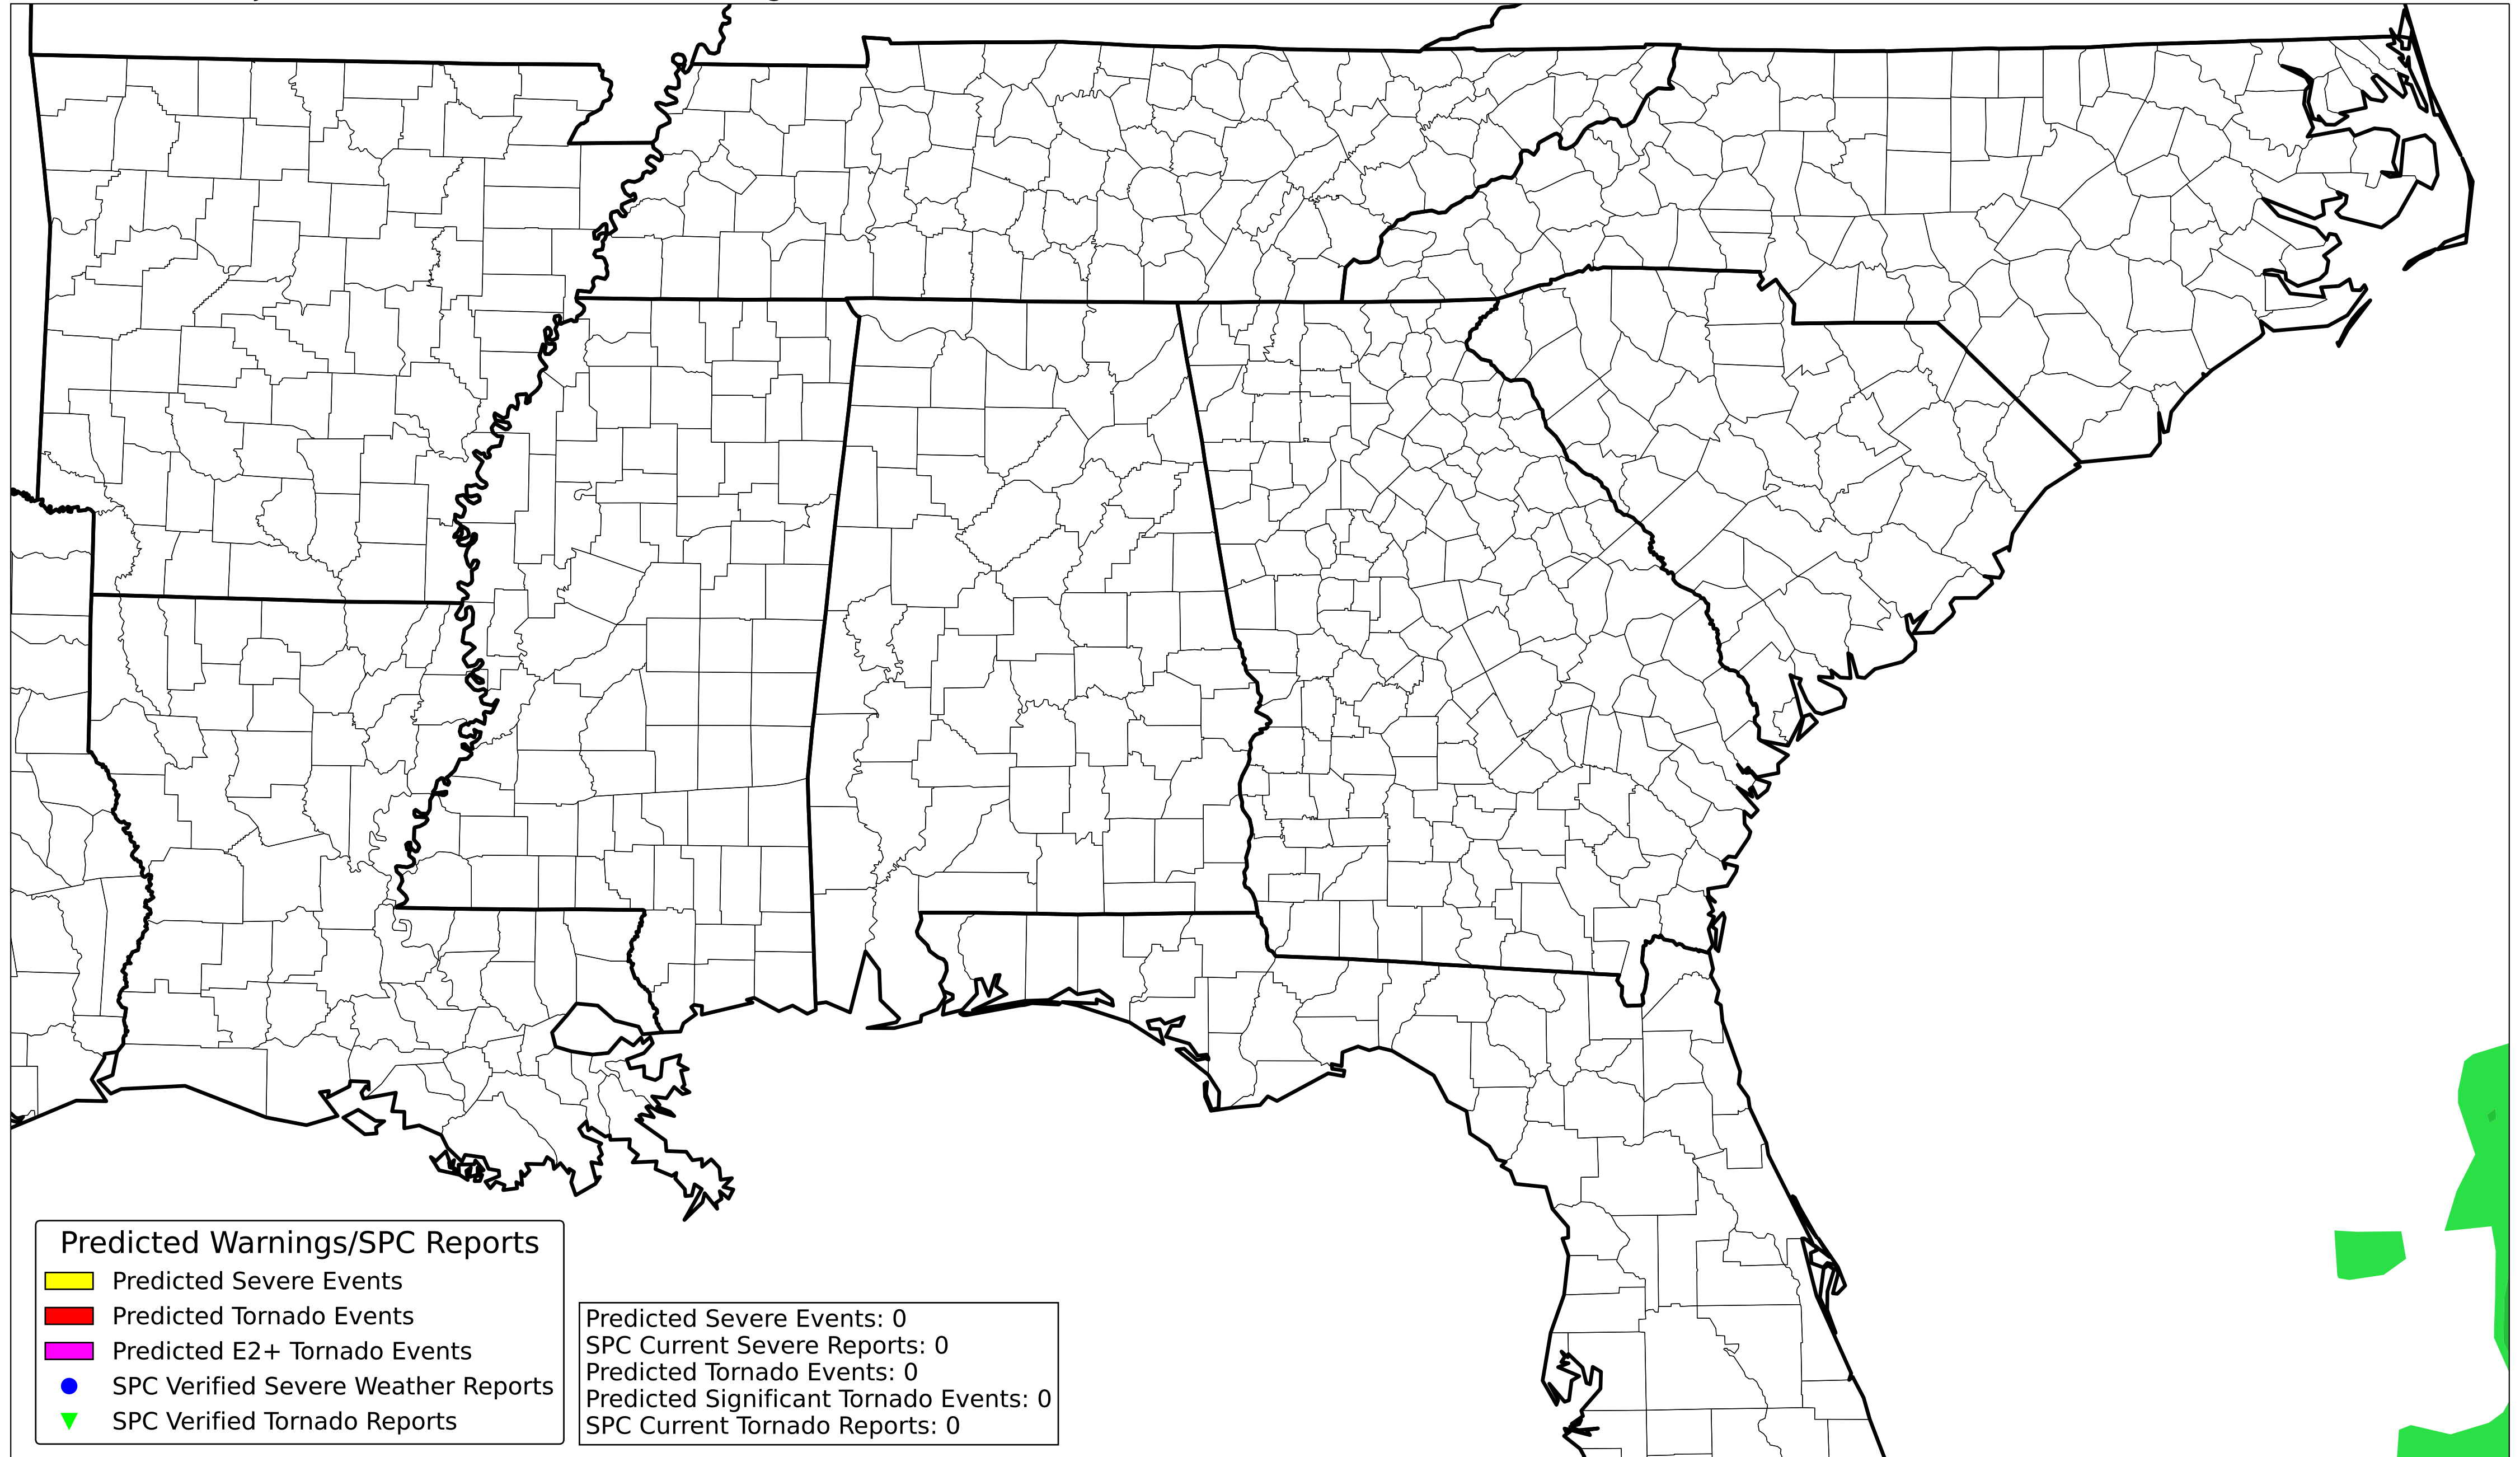 Predicted Warnings/SPC Reports
Predicted Severe Events
Predicted Tornado Events
Predicted E2+ Tornado Events
SPC Verified Severe Weather Reports
SPC Verified Tornado Reports
Predicted Severe Events: 0
SPC Current Severe Reports: 0
Predicted Tornado Events: 0
Predicted Significant Tornado Events: 0
SPC Current Tornado Reports: 0